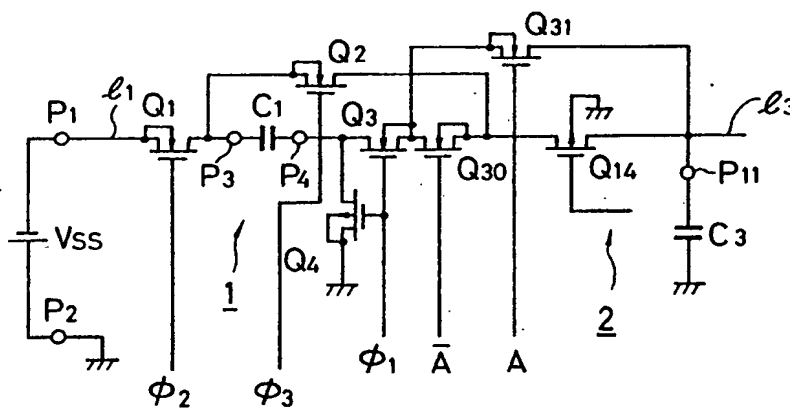 Q31
Q2
P1 ℓ1 Q1 C1 Q3 ℓ3
P3 P4 Q30 Q14 P11
VSS Q4 C3
P2 1 2
ϕ2 ϕ3 ϕ1 A̅ A